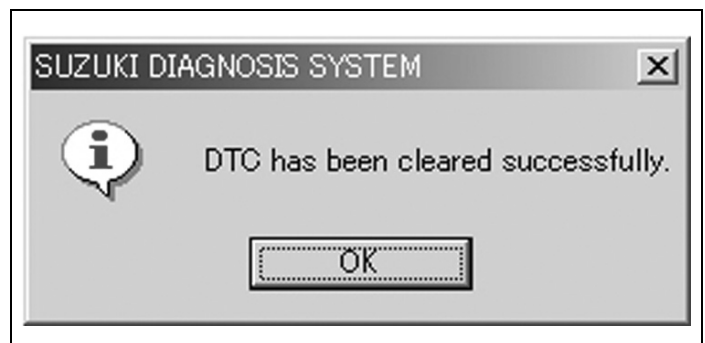 SUZUKI DIAGNOSIS SYSTEM
DTC has been cleared successfully.
OK